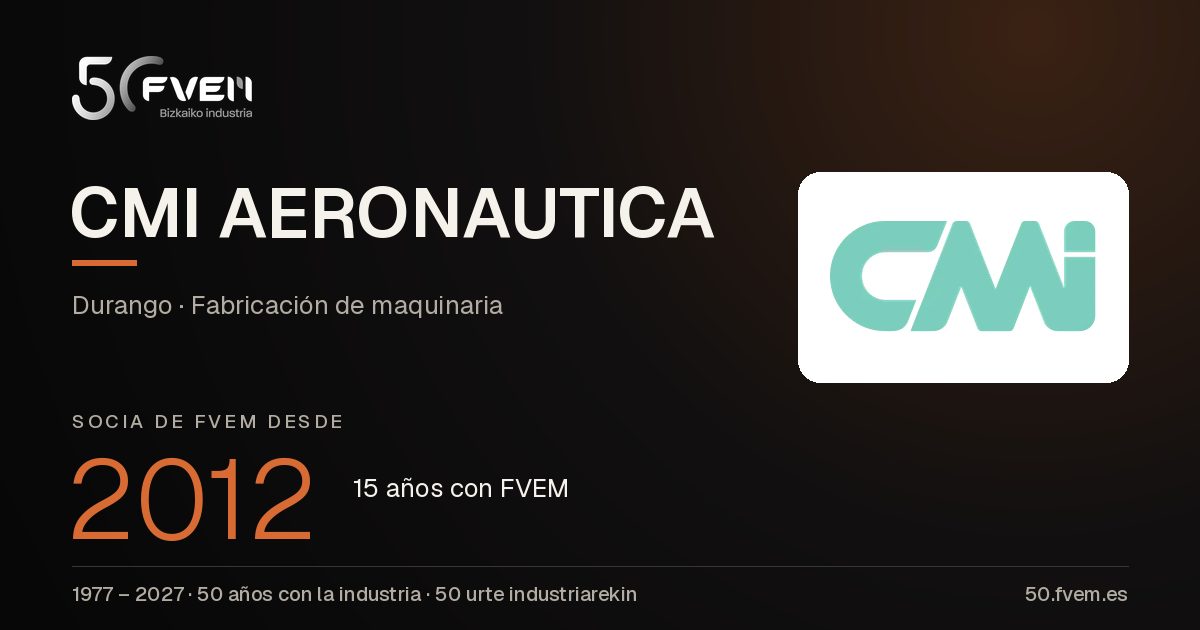 50 FVEM
Bizkaiko industria
CMI AERONAUTICA
CMi
Durango · Fabricación de maquinaria
SOCIA DE FVEM DESDE
2012
15 años con FVEM
1977 – 2027 · 50 años con la industria · 50 urte industriarekin
50.fvem.es